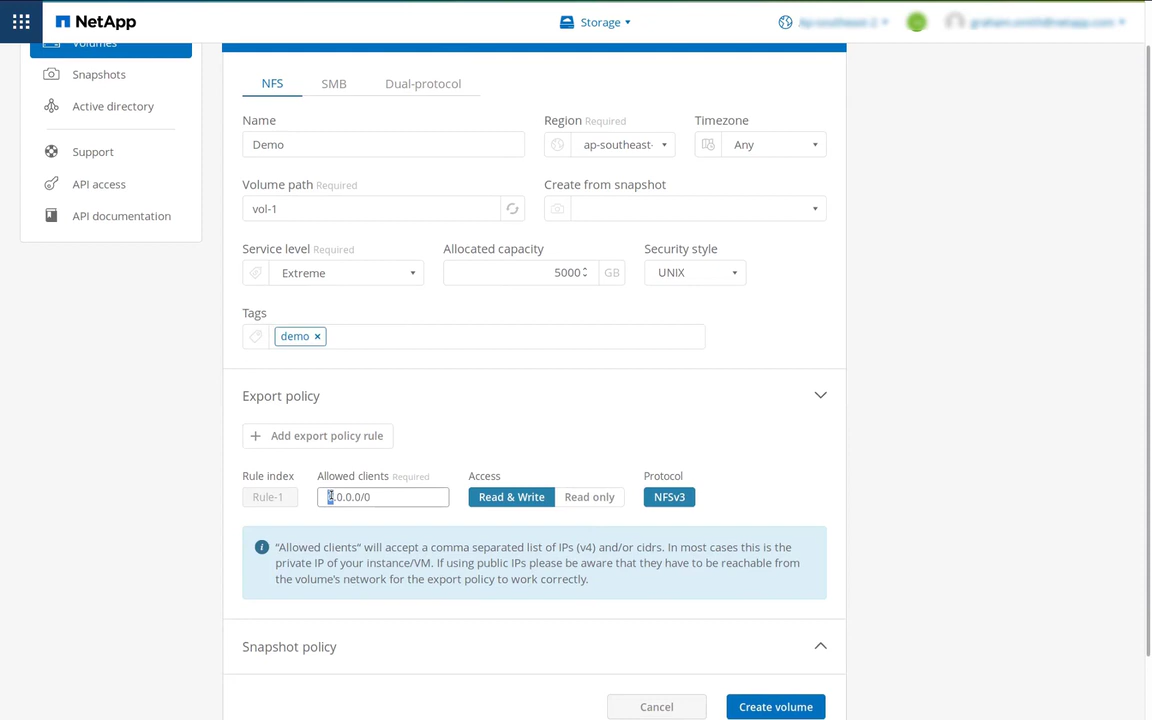 NetApp
Storage
Volumes
Snapshots
Active directory
Support
API access
API documentation
NFS SMB Dual-protocol
Name Region Required Timezone
Demo ap-southeast- Any
Volume path Required Create from snapshot
vol-1
Service level Required Allocated capacity Security style
Extreme 5000 GB UNIX
Tags
demo ×
Export policy
+ Add export policy rule
Rule index Allowed clients Required Access Protocol
Rule-1 0.0.0.0/0 Read & Write Read only NFSv3
"Allowed clients" will accept a comma separated list of IPs (v4) and/or cidrs. In most cases this is the
private IP of your instance/VM. If using public IPs please be aware that they have to be reachable from
the volume's network for the export policy to work correctly.
Snapshot policy
Cancel Create volume